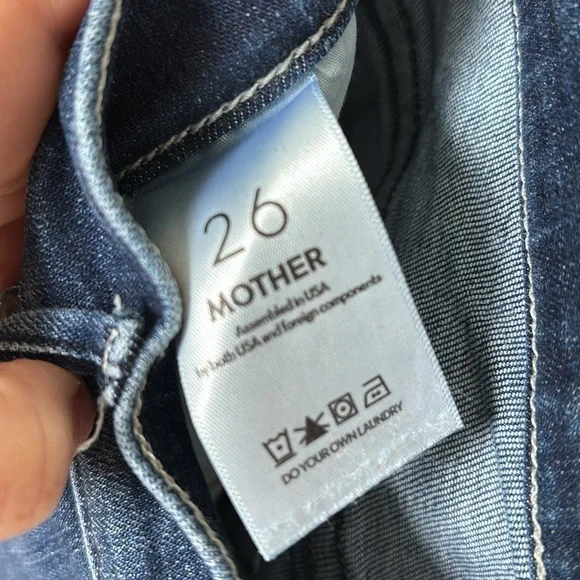 26
MOTHER
Assembled in USA
by both USA and foreign components
DO YOUR OWN LAUNDRY